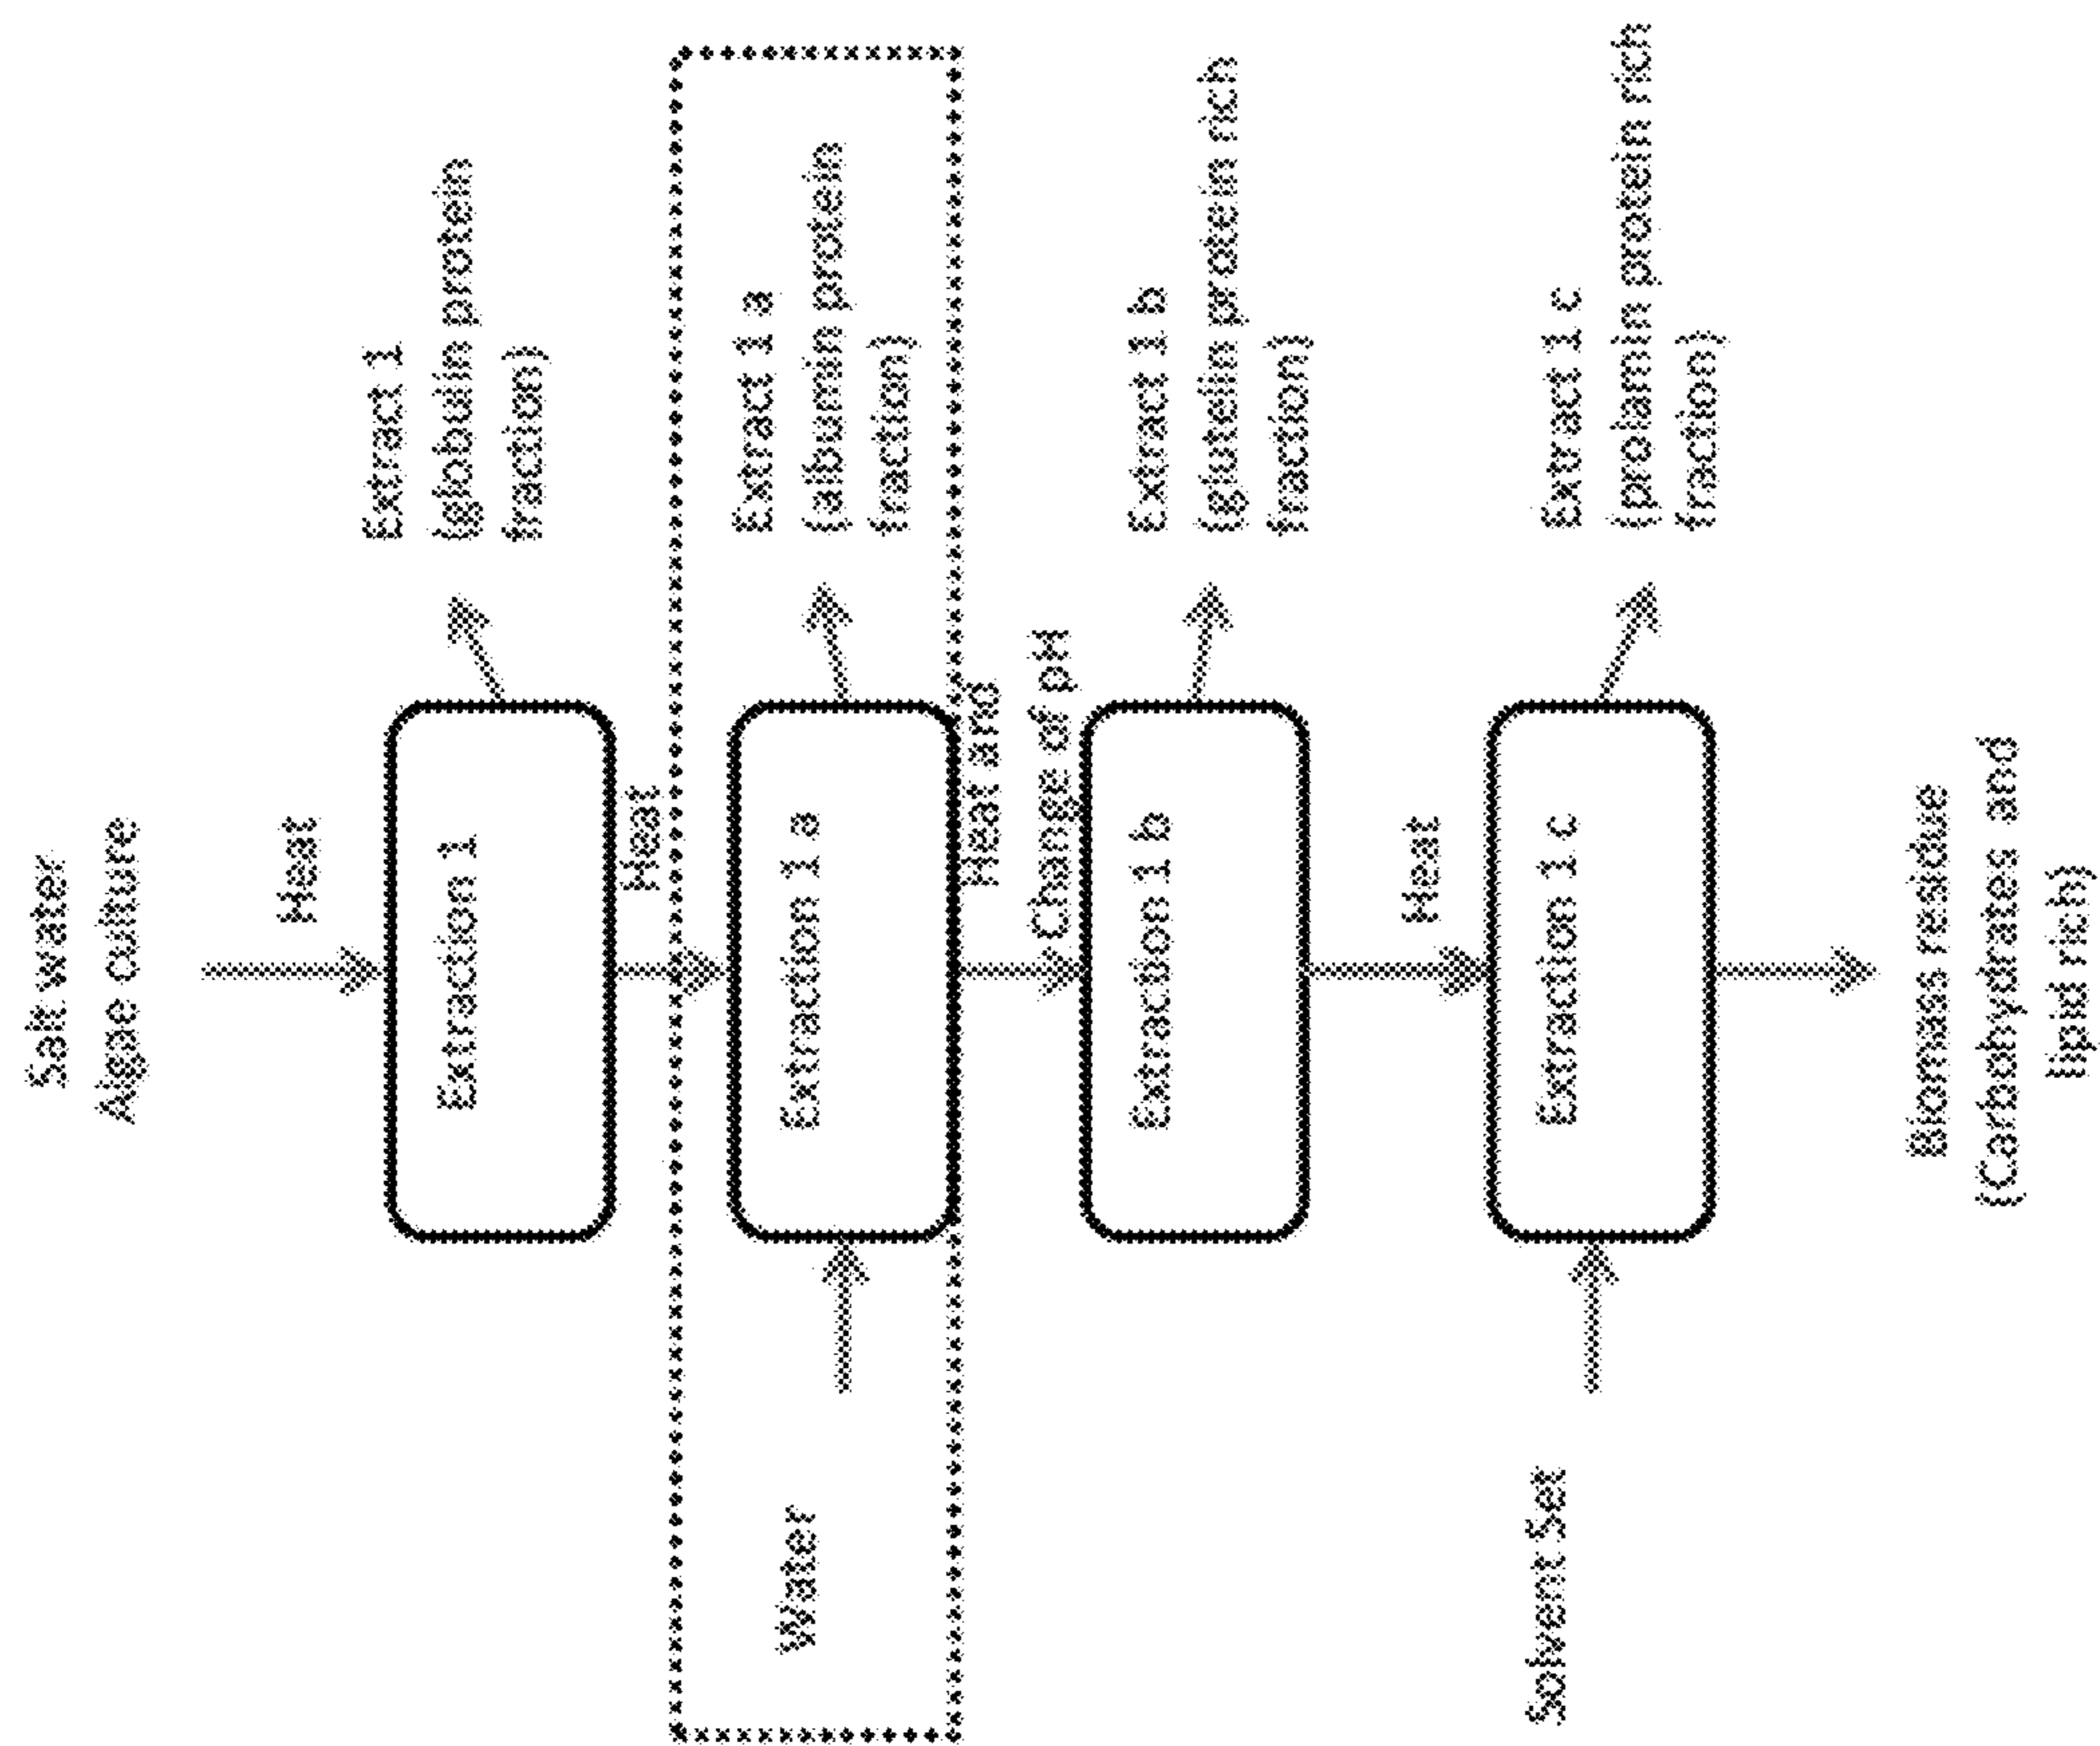 Salt water
Algae culture
Heat
Extraction 1
Extract 1
(globulin protein
fraction)
Heat
Water
Extraction 1 a
Extract 1 a
(albumin protein
fraction)
Heat and
Change of pH
Extraction 1 b
Extract 1 b
(glutelin protein rich
fraction)
Heat
Solvent Set
Extraction 1 c
Extract 1 c
(prolamin protein rich
fraction)
Biomass residue
(Carbohydrates and
lipid rich)